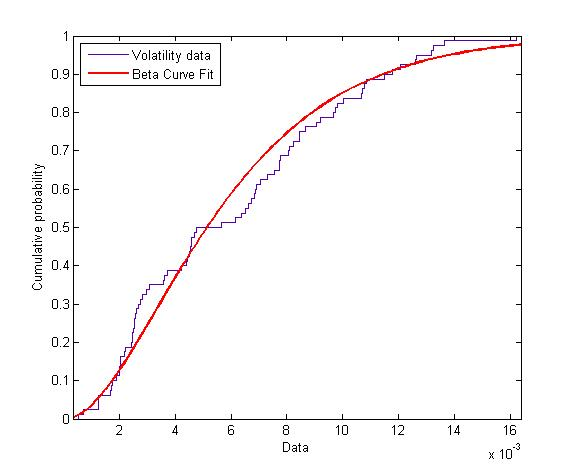 1
0.9
0.8
0.7
0.6
0.5
0.4
0.3
0.2
0.1
0
Cumulative probability
Volatility data
Beta Curve Fit
2 4 6 8 10 12 14 16
Data
x 10^-3